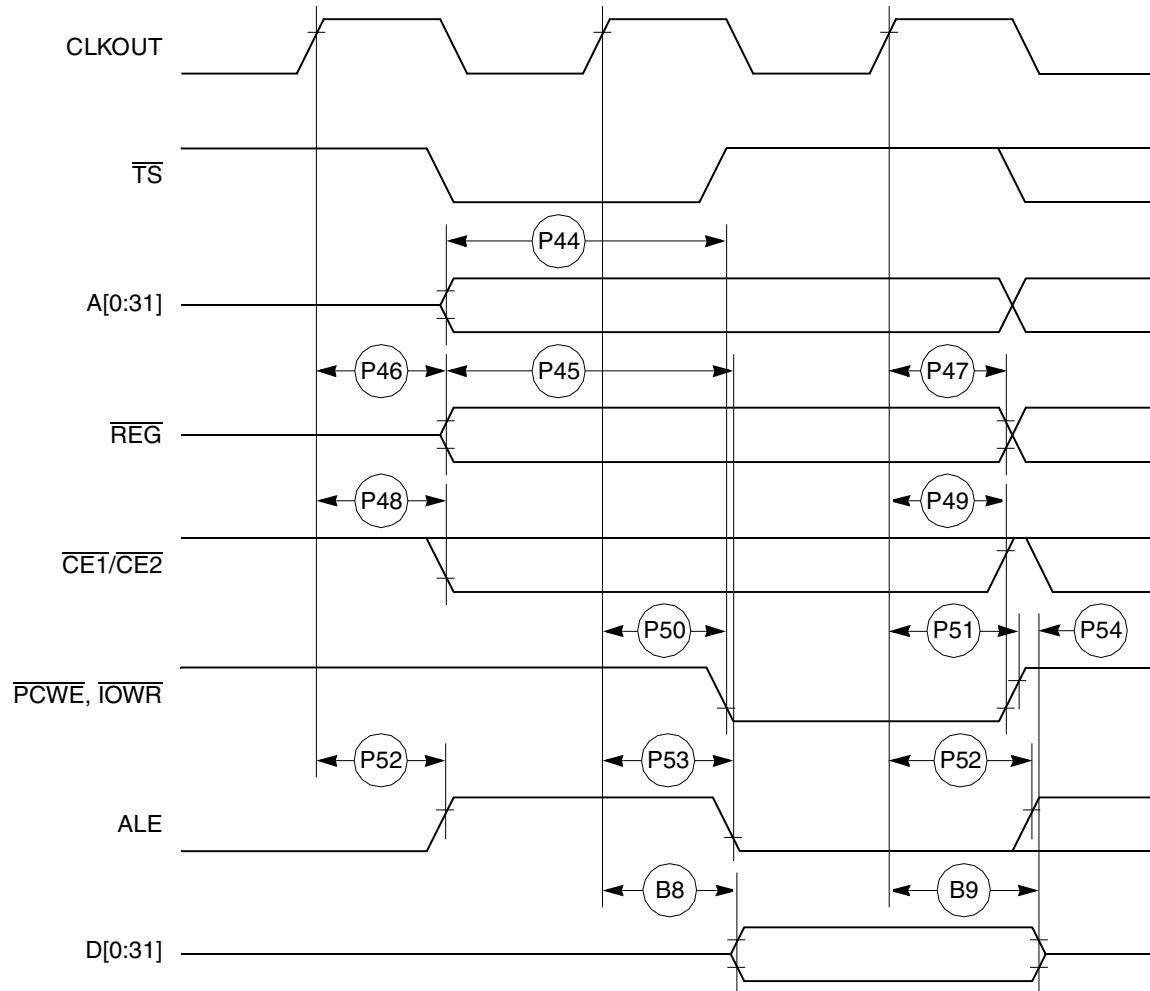 CLKOUT
TS
P44
A[0:31]
P46 P45 P47
REG
P48 P49
CE1/CE2
P50 P51 P54
PCWE, IOWR
P52 P53 P52
ALE
B8 B9
D[0:31]